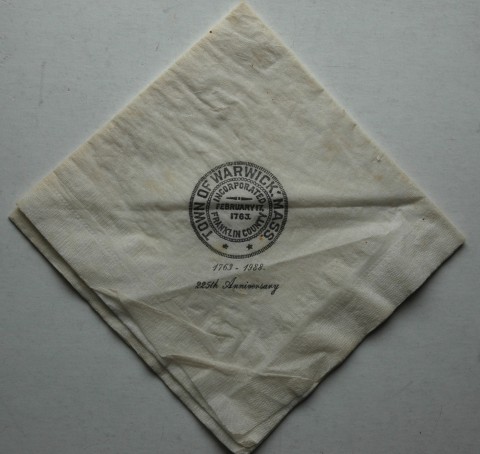 TOWN OF WARWICK, MASS
INCORPORATED
FEBRUARY 17,
1763.
FRANKLIN COUNTY
1763 - 1988
225th Anniversary